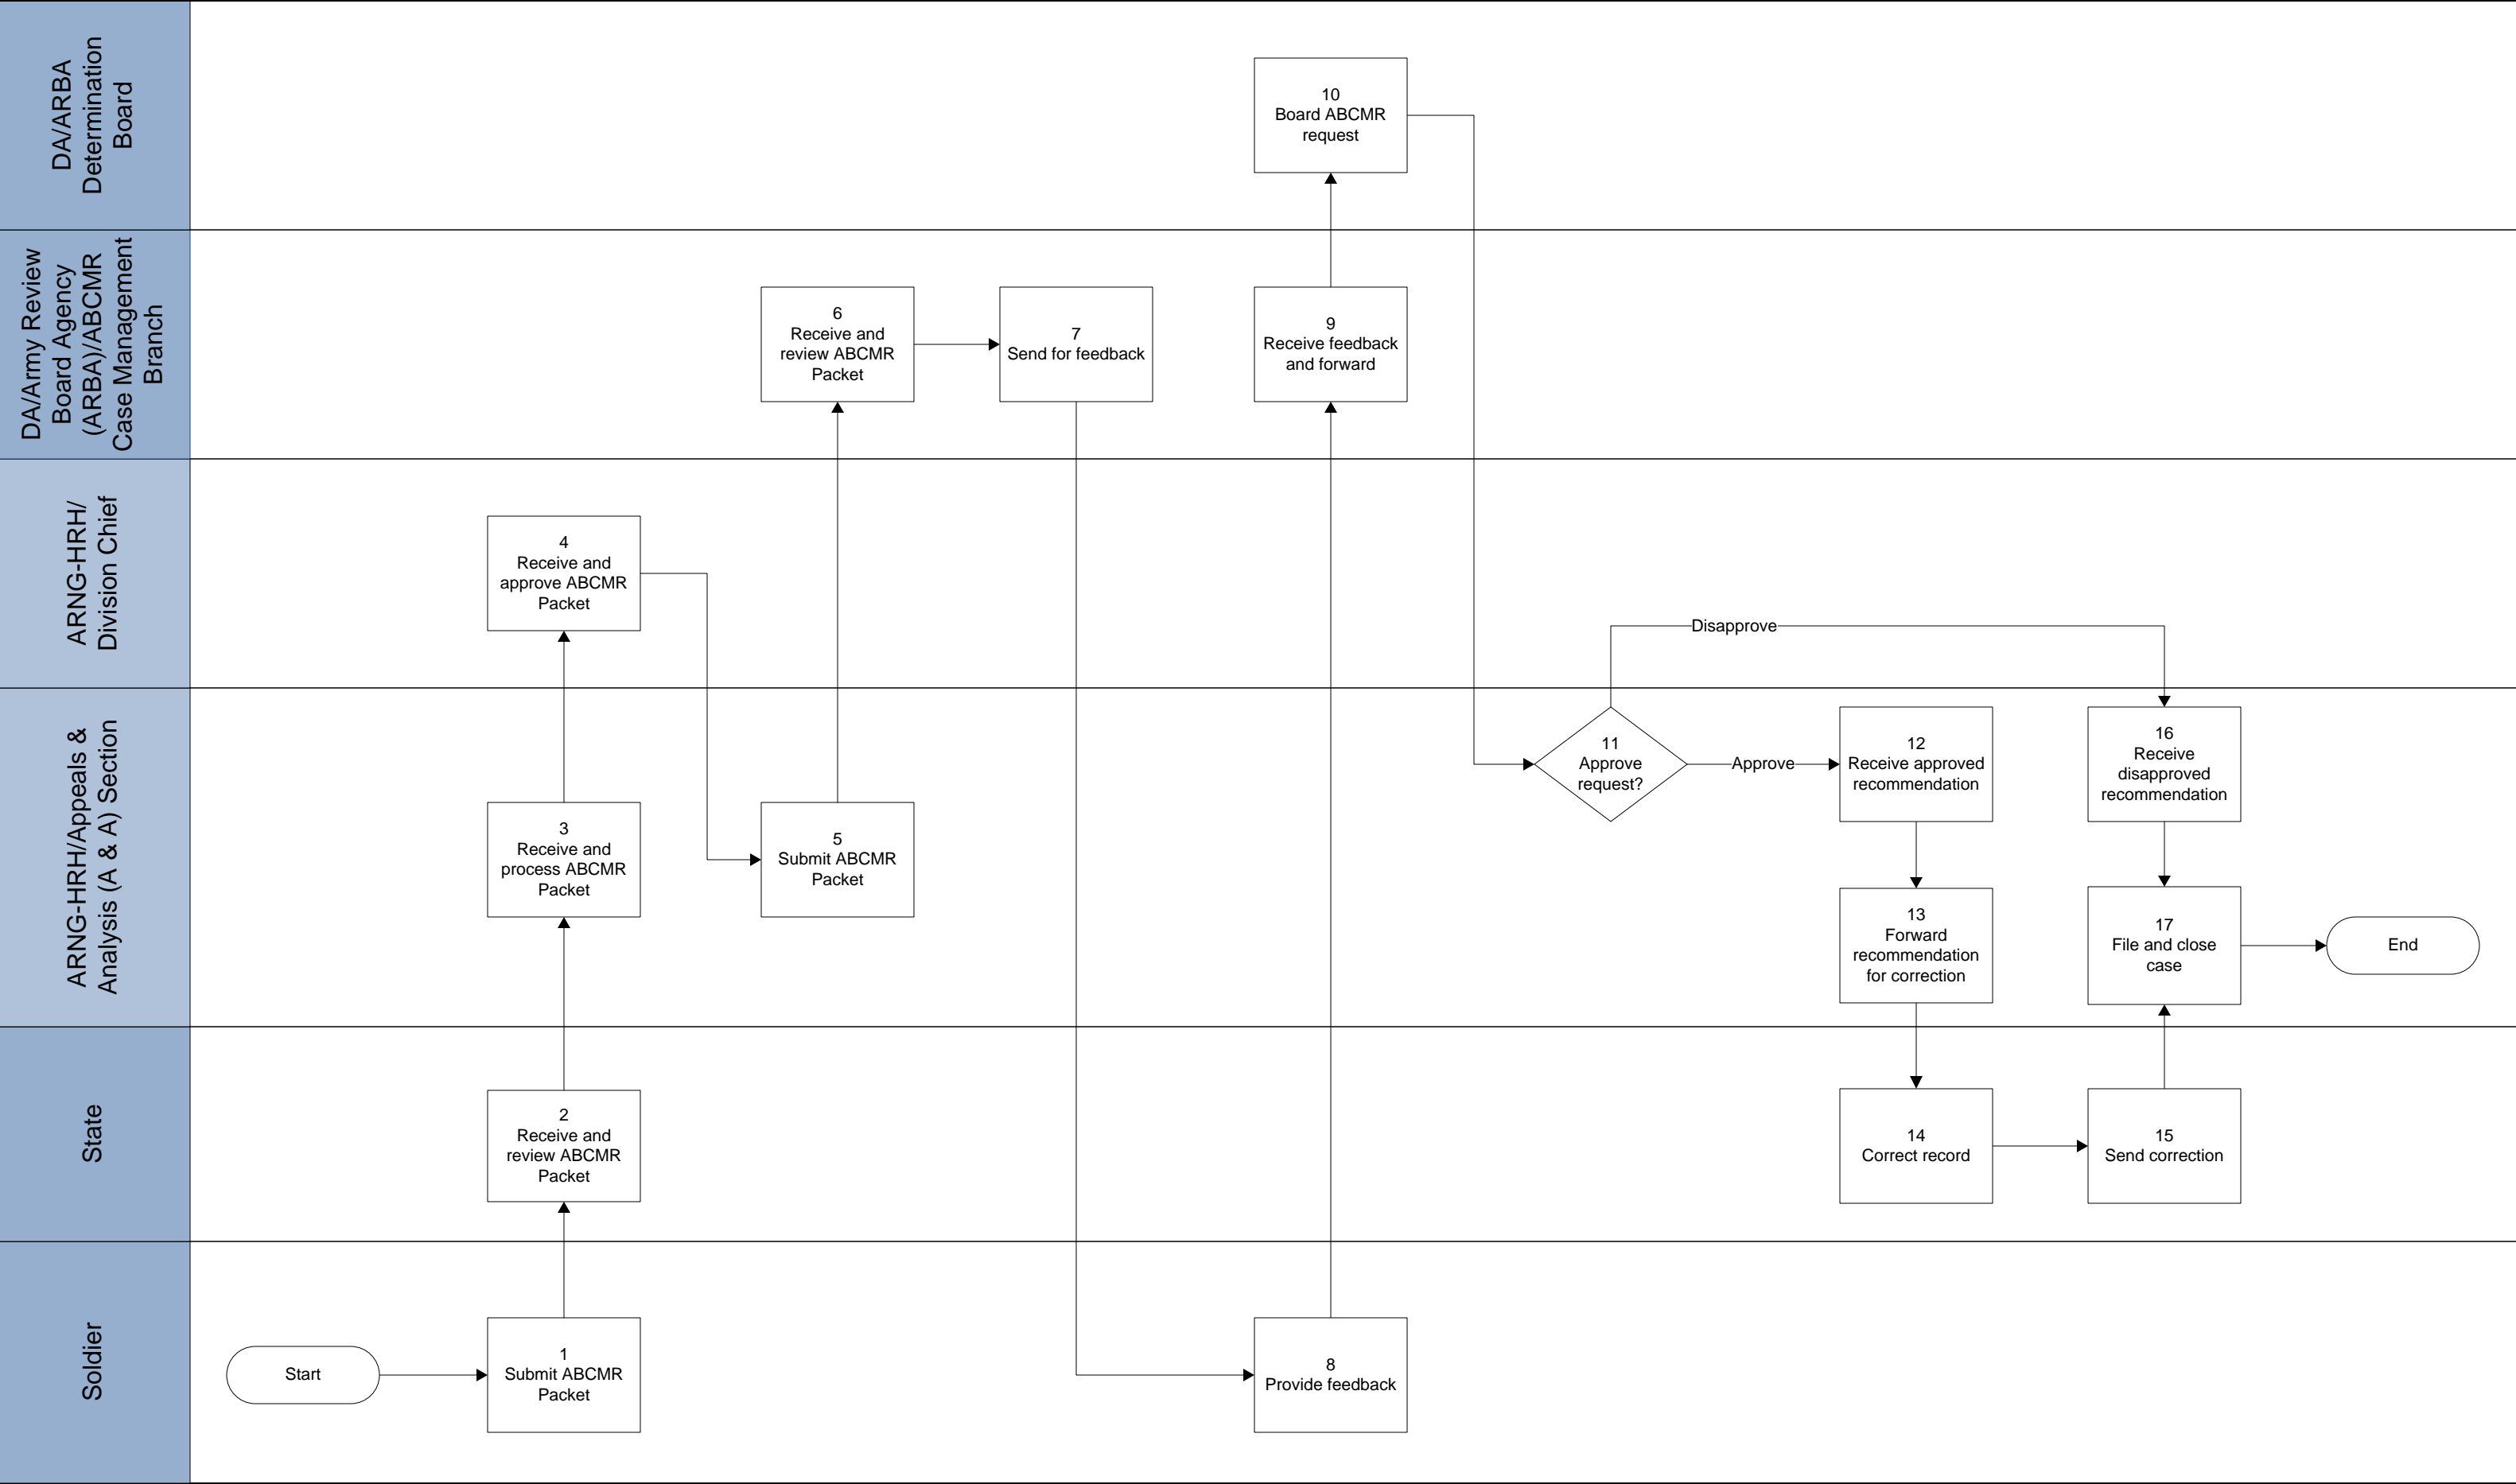 DA/ARBA
Determination
Board
10
Board ABCMR
request
DA/Army Review
Board Agency
(ARBA)/ABCMR
Case Management
Branch
6
Receive and
review ABCMR
Packet
7
Send for feedback
9
Receive feedback
and forward
ARNG-HRH/
Division Chief
4
Receive and
approve ABCMR
Packet
Disapprove
ARNG-HRH/Appeals &
Analysis (A & A) Section
3
Receive and
process ABCMR
Packet
5
Submit ABCMR
Packet
11
Approve
request?
Approve
12
Receive approved
recommendation
16
Receive
disapproved
recommendation
13
Forward
recommendation
for correction
17
File and close
case
End
State
2
Receive and
review ABCMR
Packet
14
Correct record
15
Send correction
Soldier
Start
1
Submit ABCMR
Packet
8
Provide feedback